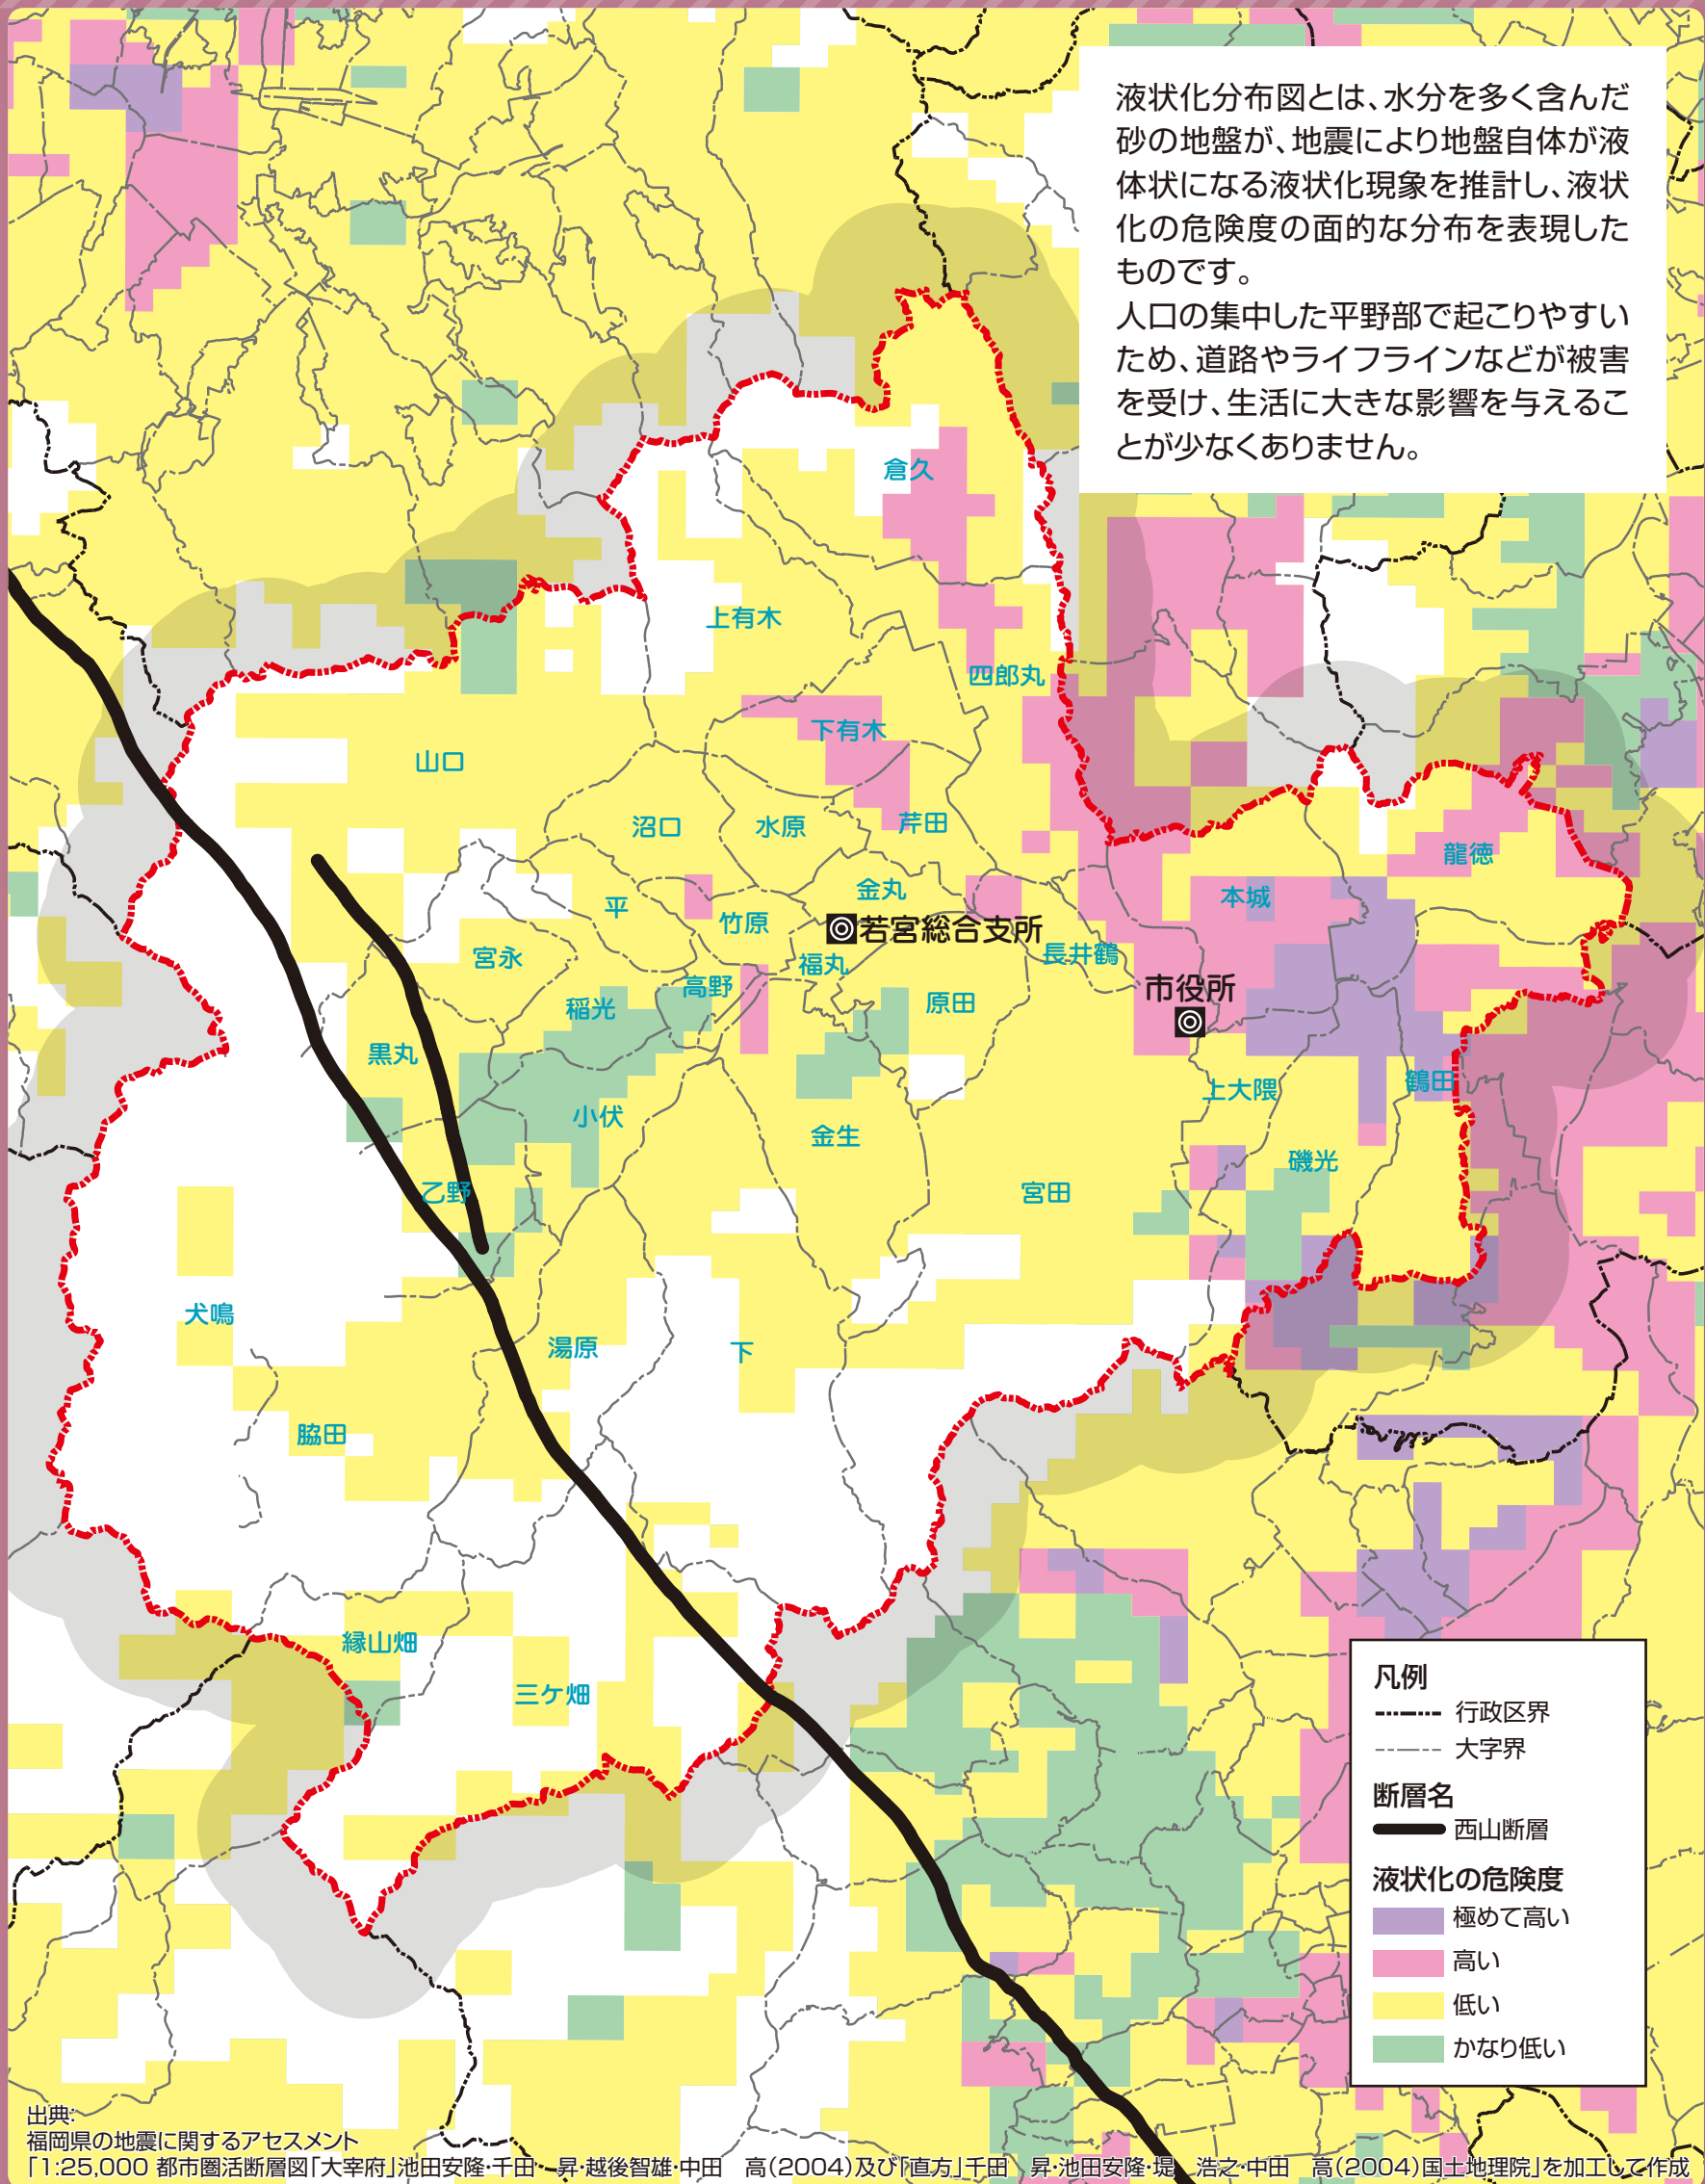 液状化分布図とは、水分を多く含んだ
砂の地盤が、地震により地盤自体が液
体状になる液状化現象を推計し、液状
化の危険度の面的な分布を表現した
ものです。
人口の集中した平野部で起こりやすい
ため、道路やライフラインなどが被害
を受け、生活に大きな影響を与えるこ
とが少なくありません。
倉久
上有木
四郎丸
下有木
山口
沼口
水原
芹田
龍徳
金丸
本城
平
竹原
若宮総合支所
長井鶴
宮永
福丸
高野
市役所
稲光
原田
黒丸
上大隈
鶴田
小伏
金生
磯光
乙野
宮田
犬鳴
湯原
下
脇田
縁山畑
三ケ畑
凡例
行政区界
大字界
断層名
西山断層
液状化の危険度
極めて高い
高い
低い
かなり低い
出典:
福岡県の地震に関するアセスメント
「1:25,000 都市圏活断層図「大宰府」池田安隆・千田 昇・越後智雄・中田 高(2004)及び「直方」千田 昇・池田安隆・堤 浩之・中田 高(2004)国土地理院」を加工して作成